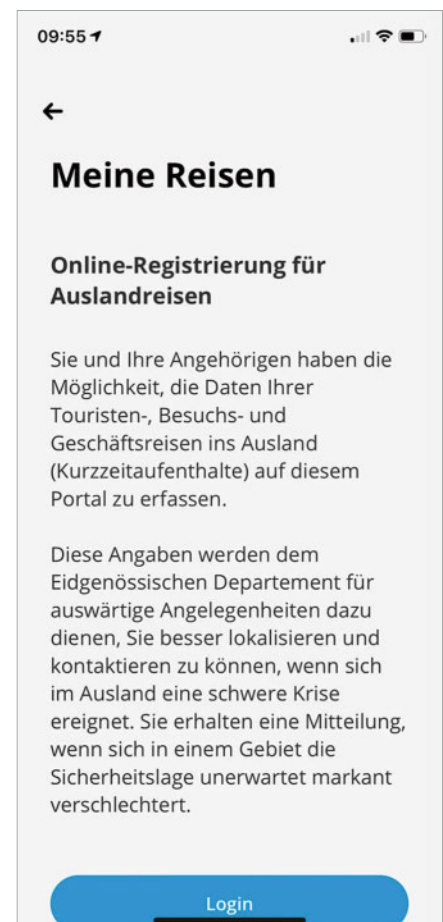 09:55
Meine Reisen
Online-Registrierung für
Auslandreisen
Sie und Ihre Angehörigen haben die
Möglichkeit, die Daten Ihrer
Touristen-, Besuchs- und
Geschäftsreisen ins Ausland
(Kurzzeitaufenthalte) auf diesem
Portal zu erfassen.
Diese Angaben werden dem
Eidgenössischen Departement für
auswärtige Angelegenheiten dazu
dienen, Sie besser lokalisieren und
kontaktieren zu können, wenn sich
im Ausland eine schwere Krise
ereignet. Sie erhalten eine Mitteilung,
wenn sich in einem Gebiet die
Sicherheitslage unerwartet markant
verschlechtert.
Login